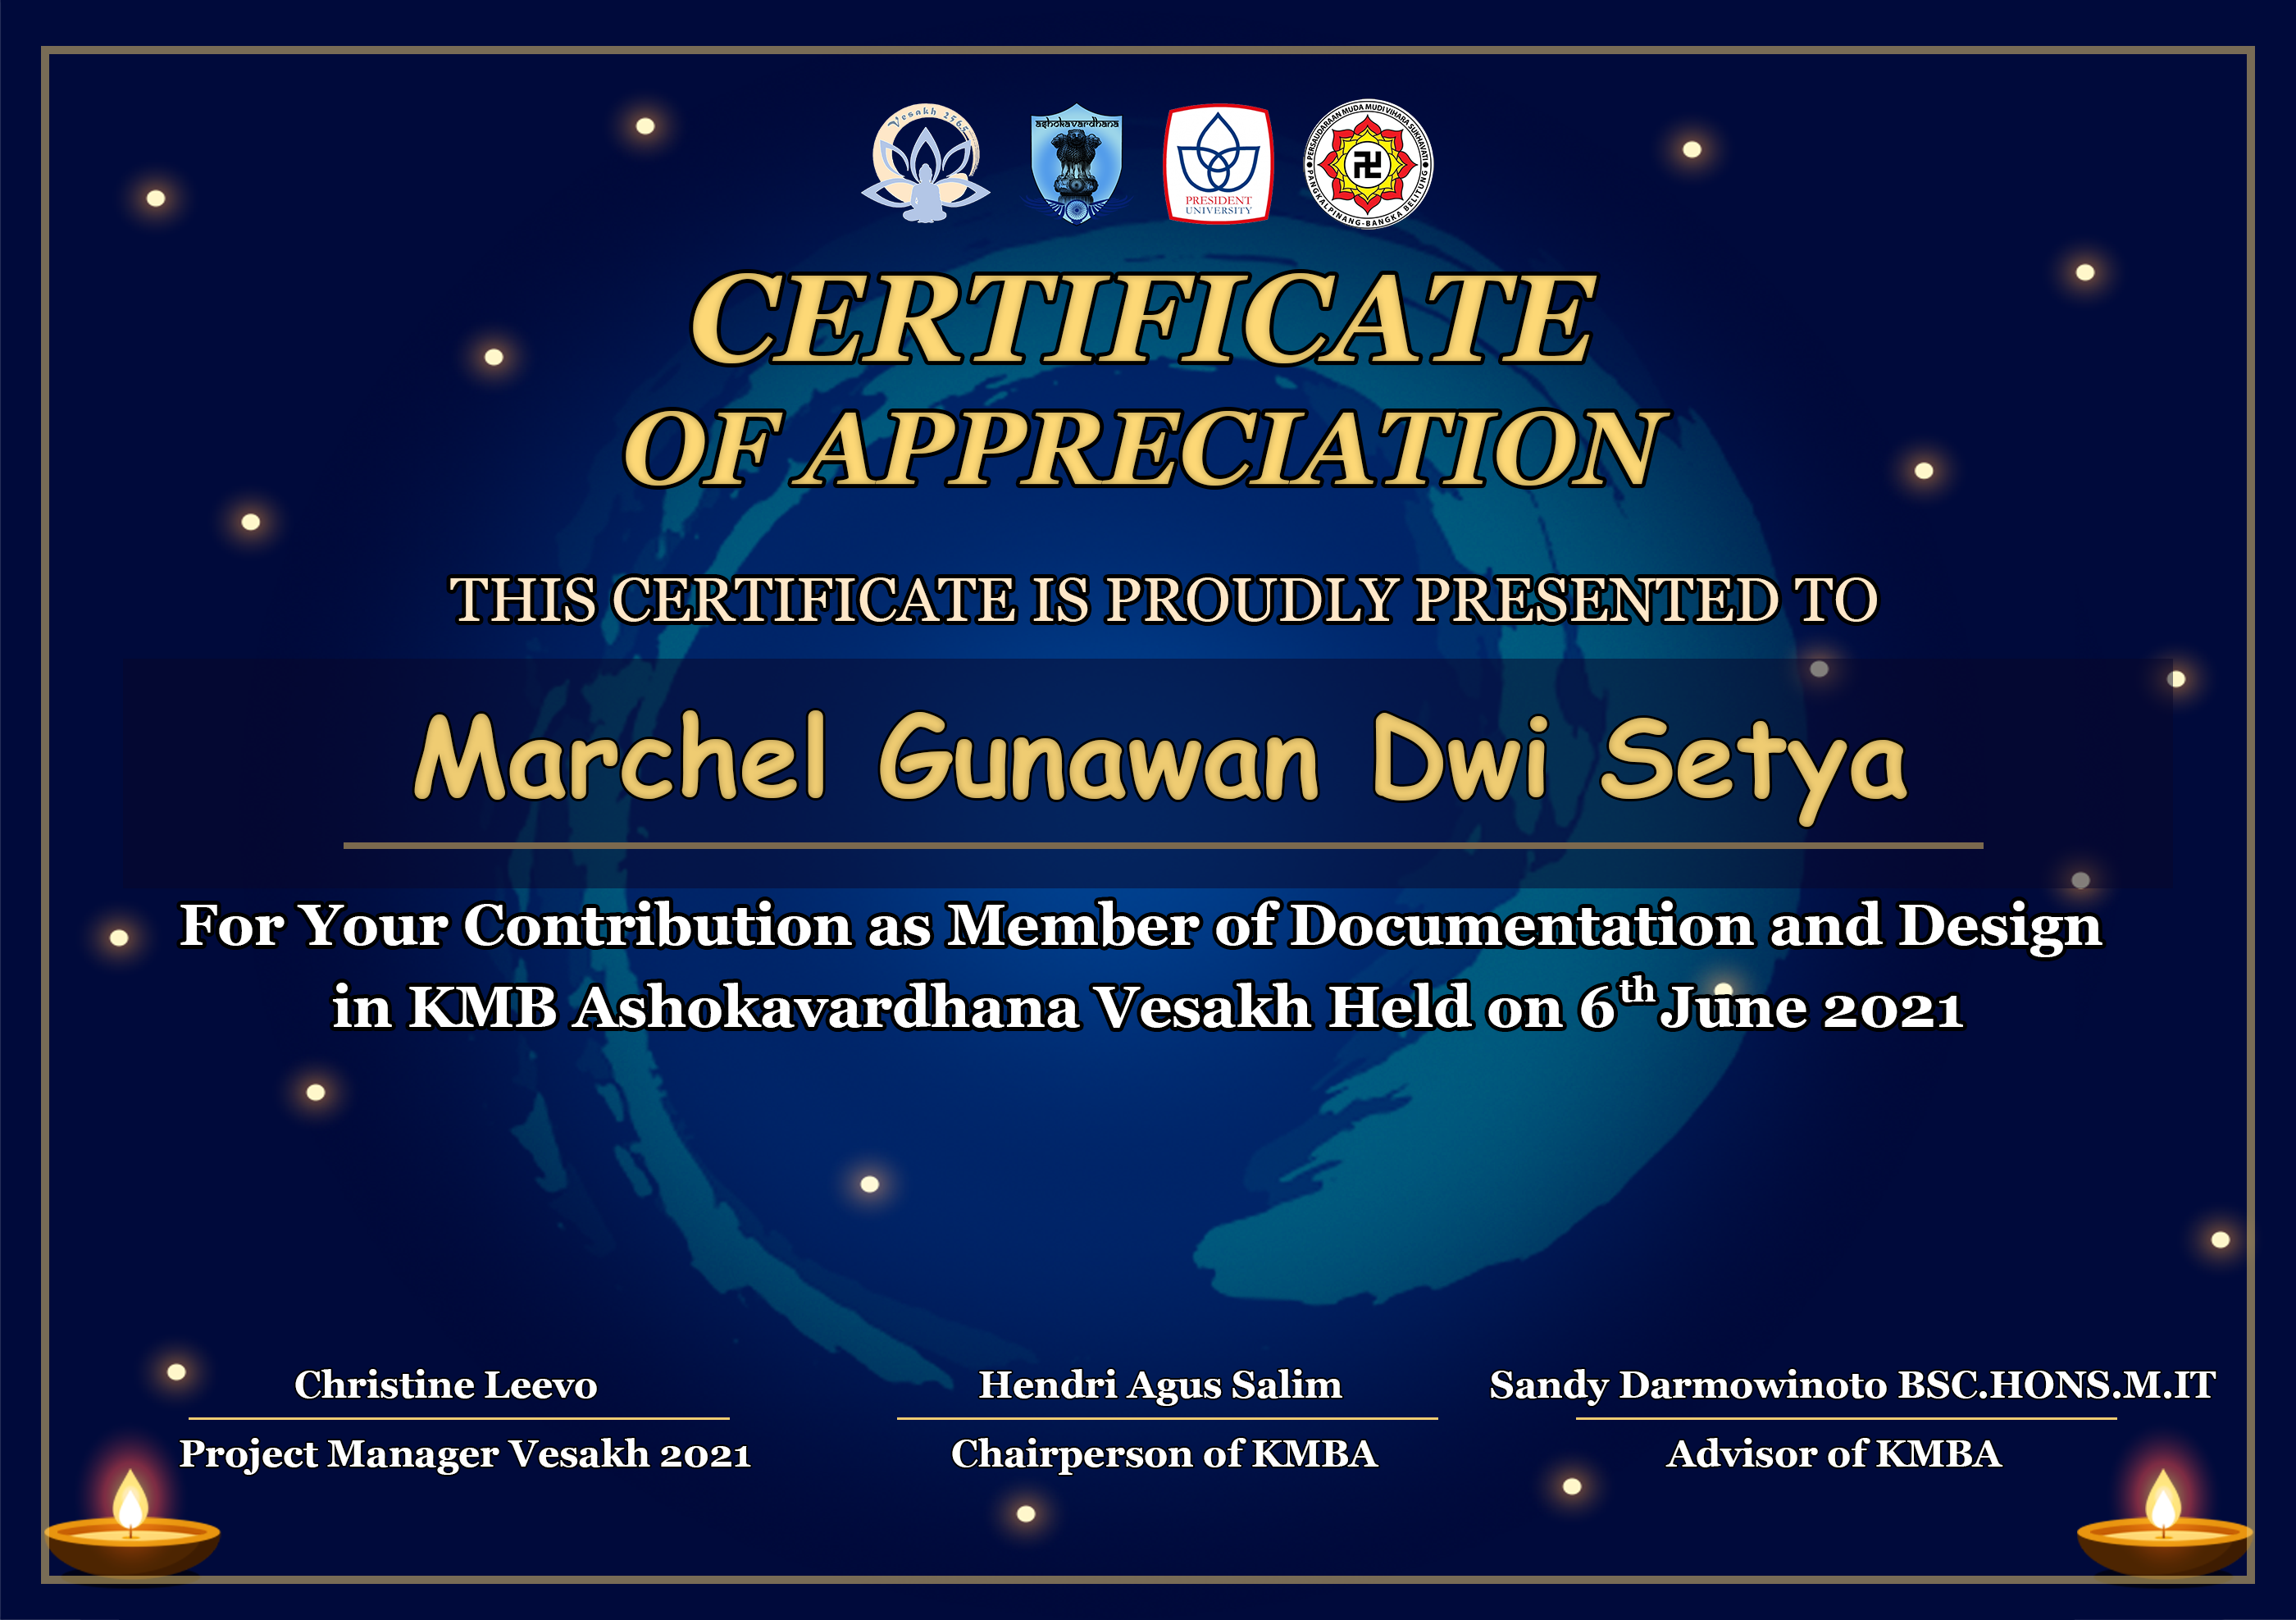 Vesakh 2565
ashokavardhana
PRESIDENT
UNIVERSITY
PERSAUDARAAN MUDA MUDI VIHARA SUKHAVATI
PANGKALPINANG-BANGKA BELITUNG
CERTIFICATE
OF APPRECIATION
THIS CERTIFICATE IS PROUDLY PRESENTED TO
Marchel Gunawan Dwi Setya
For Your Contribution as Member of Documentation and Design
in KMB Ashokavardhana Vesakh Held on 6th June 2021
Christine Leevo
Project Manager Vesakh 2021
Hendri Agus Salim
Chairperson of KMBA
Sandy Darmowinoto BSC.HONS.M.IT
Advisor of KMBA